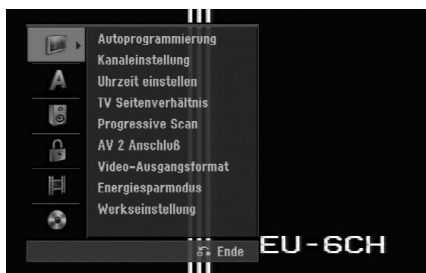 Autoprogrammierung
Kanaleinstellung
A
Uhrzeit einstellen
TV Seitenverhältnis
Progressive Scan
AV 2 Anschluß
Video-Ausgangsformat
Energiesparmodus
Werkseinstellung
Ende
EU-6CH